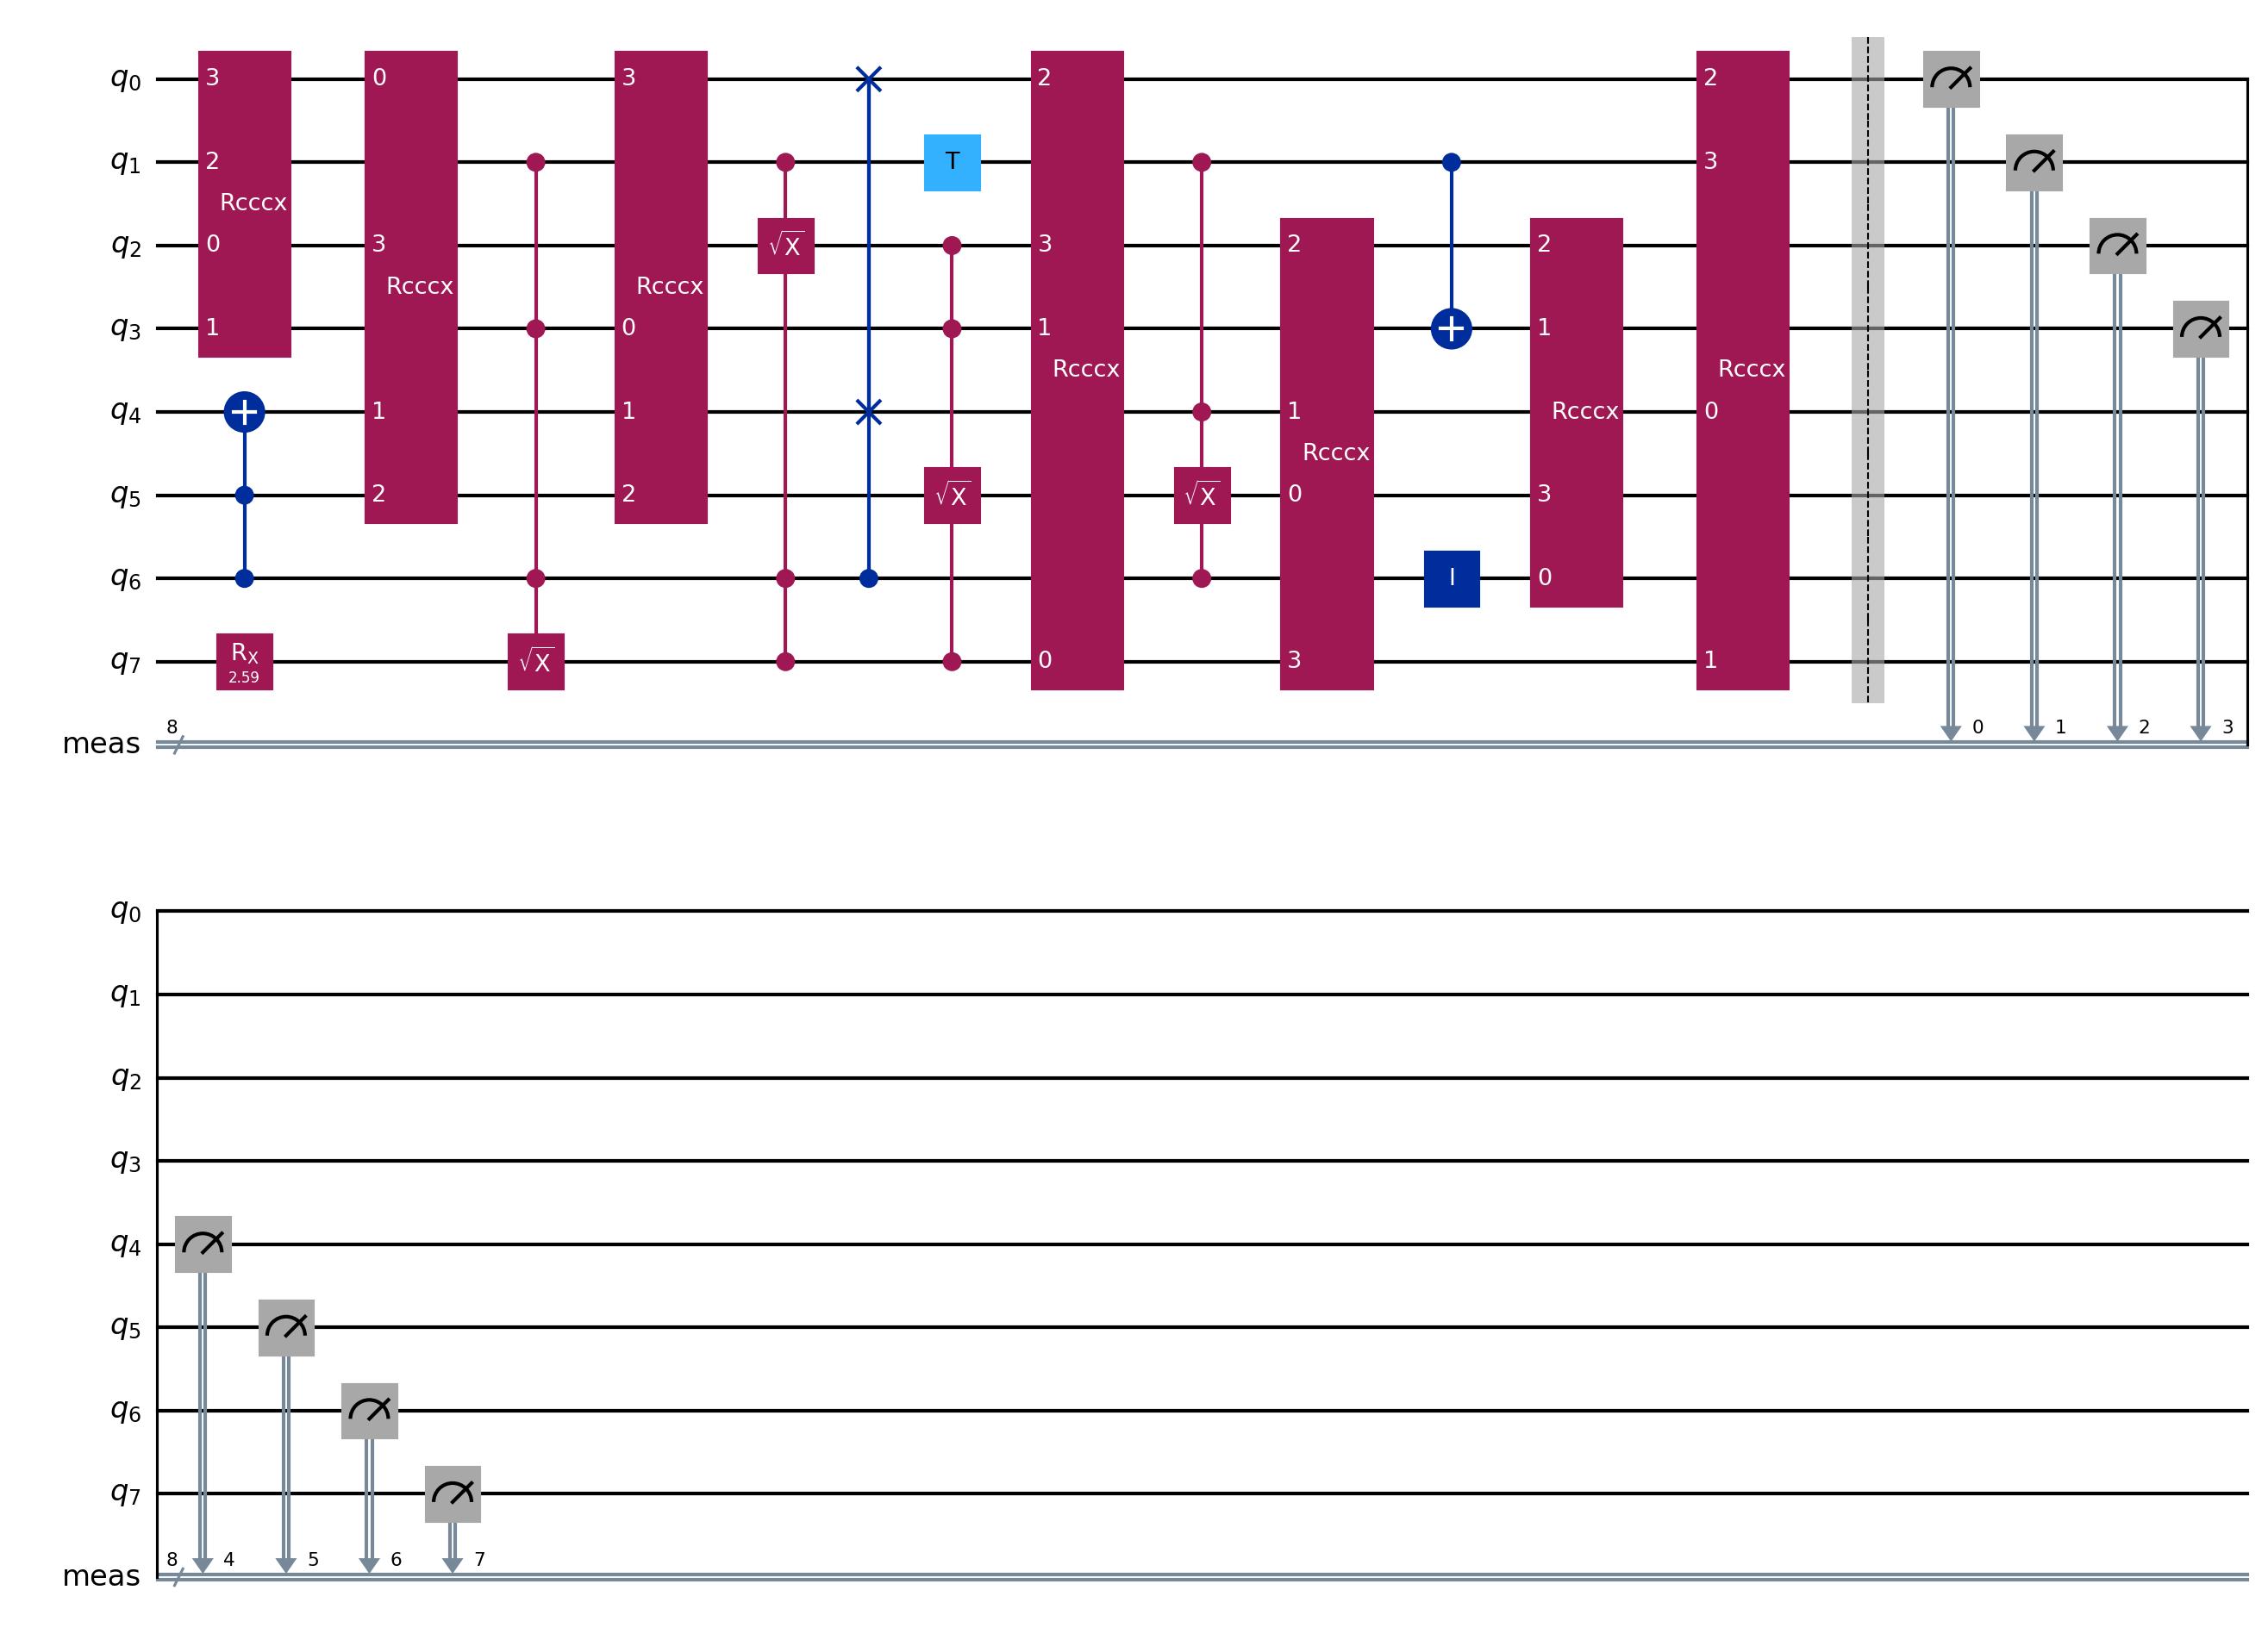 q0 3 0 3 2 2
q1 2 T 3
Rcccx
q2 0 3 √X 3 2 2
Rcccx Rcccx
q3 1 0 1 1
Rcccx Rcccx
q4 1 1 1 Rcccx 0
Rcccx
q5 2 2 √X √X 0 3
q6 I 0
q7 RX 2.59 √X 0 3 1
meas 8 0 1 2 3
q0
q1
q2
q3
q4
q5
q6
q7
meas 8 4 5 6 7